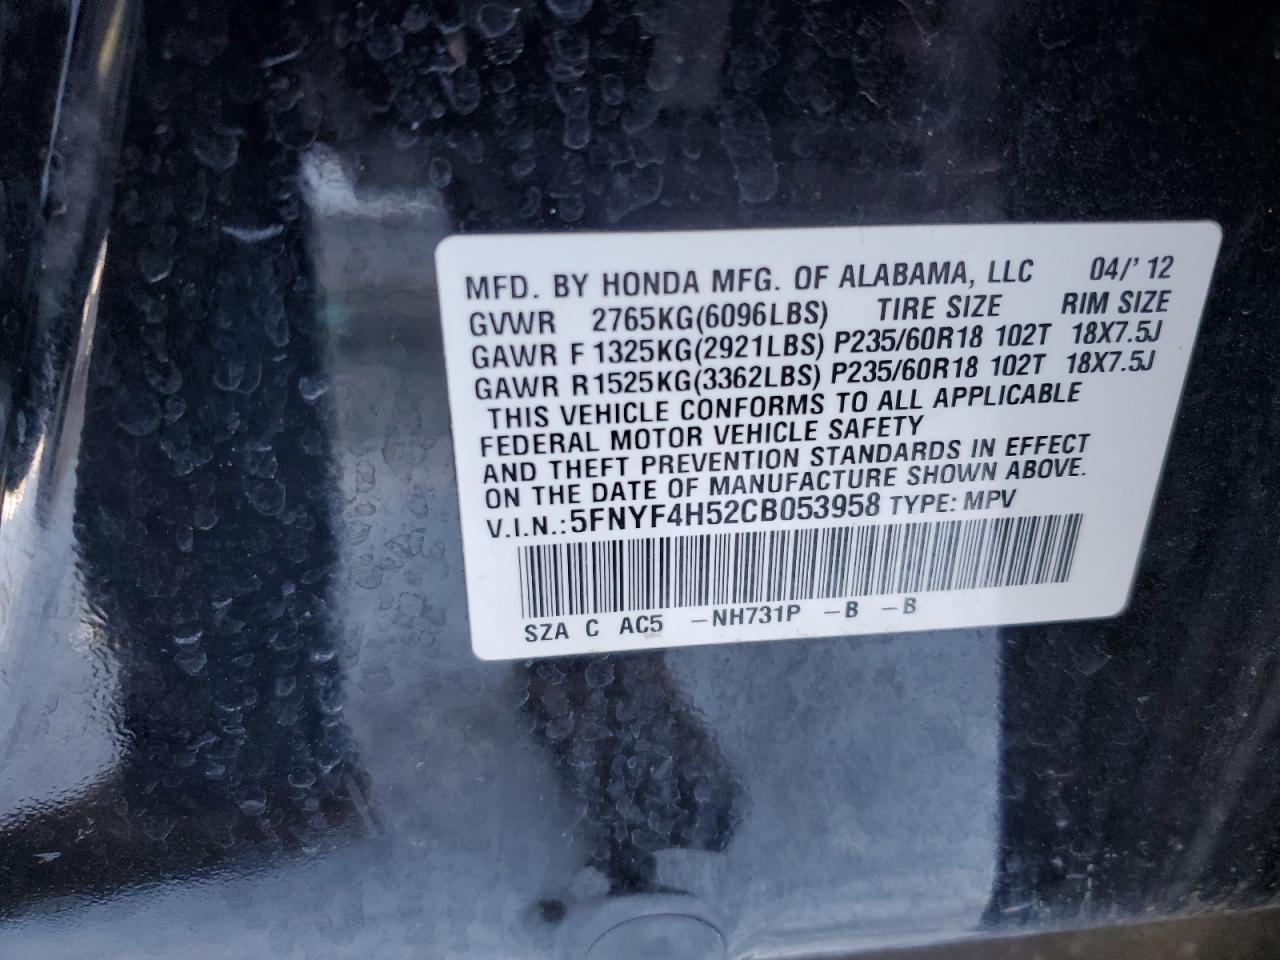 MFD. BY HONDA MFG. OF ALABAMA, LLC 04/'12
GVWR 2765KG(6096LBS) TIRE SIZE RIM SIZE
GAWR F 1325KG(2921LBS) P235/60R18 102T 18X7.5J
GAWR R 1525KG(3362LBS) P235/60R18 102T 18X7.5J
THIS VEHICLE CONFORMS TO ALL APPLICABLE
FEDERAL MOTOR VEHICLE SAFETY
AND THEFT PREVENTION STANDARDS IN EFFECT
ON THE DATE OF MANUFACTURE SHOWN ABOVE.
V.I.N.:5FNYF4H52CB053958 TYPE: MPV
SZA C AC5 -NH731P -B -B